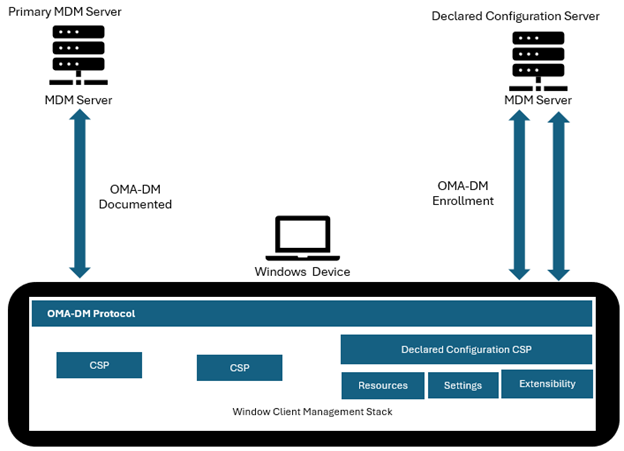 Primary MDM Server
Declared Configuration Server
MDM Server
MDM Server
OMA-DM
Documented
OMA-DM
Enrollment
Windows Device
OMA-DM Protocol
CSP
CSP
Declared Configuration CSP
Resources
Settings
Extensibility
Window Client Management Stack